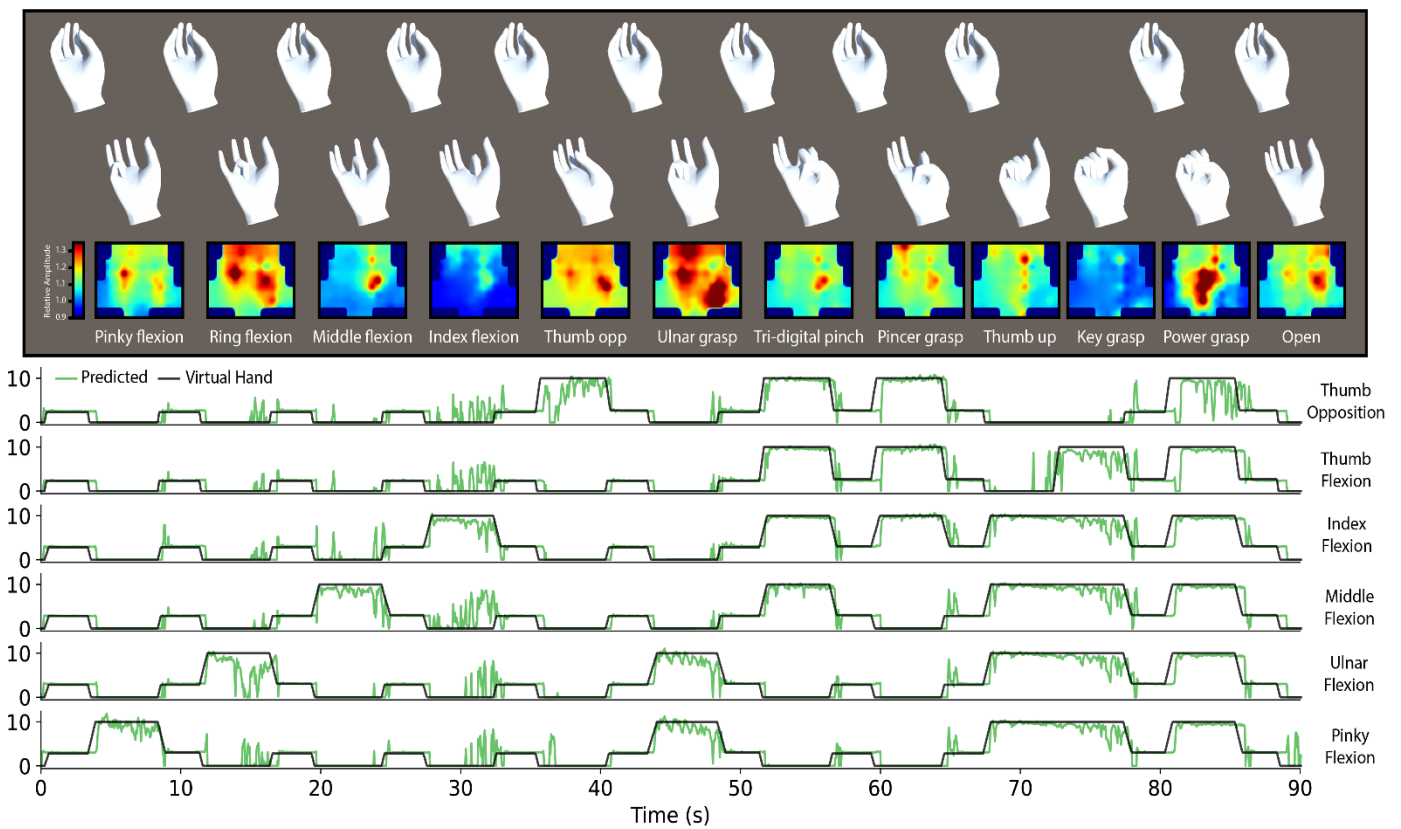 Relative Amplitude
1.3
1.2
1.1
1.0
0.9
Pinky flexion
Ring flexion
Middle flexion
Index flexion
Thumb opp
Ulnar grasp
Tri-digital pinch
Pincer grasp
Thumb up
Key grasp
Power grasp
Open
Predicted
Virtual Hand
10
0
Thumb
Opposition
10
0
Thumb
Flexion
10
0
Index
Flexion
10
0
Middle
Flexion
10
0
Ulnar
Flexion
10
0
Pinky
Flexion
0 10 20 30 40 50 60 70 80 90
Time (s)